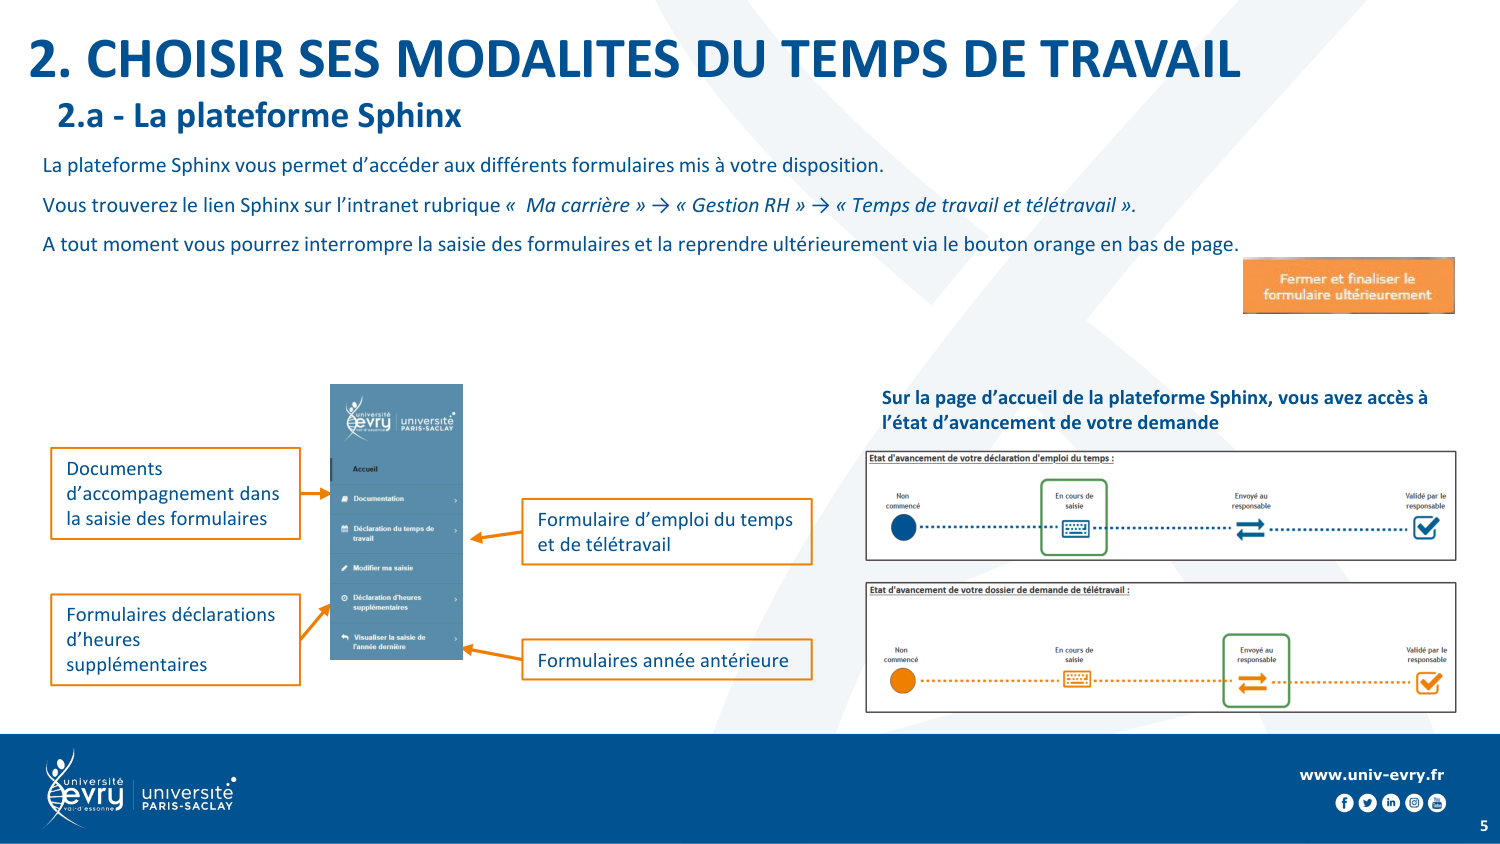 2. CHOISIR SES MODALITES DU TEMPS DE TRAVAIL
2.a - La plateforme Sphinx
La plateforme Sphinx vous permet d’accéder aux différents formulaires mis à votre disposition.
Vous trouverez le lien Sphinx sur l’intranet rubrique « Ma carrière » → « Gestion RH » → « Temps de travail et télétravail ».
A tout moment vous pourrez interrompre la saisie des formulaires et la reprendre ultérieurement via le bouton orange en bas de page.
Fermer et finaliser le
formulaire ultérieurement
Documents
d’accompagnement dans
la saisie des formulaires
Formulaires déclarations
d’heures
supplémentaires
université
evry
val-d'essonne
université
PARIS-SACLAY
Accueil
Documentation
Déclaration du temps de
travail
Modifier ma saisie
Déclaration d'heures
supplémentaires
Visualiser la saisie de
l'année dernière
Formulaire d’emploi du temps
et de télétravail
Formulaires année antérieure
Sur la page d’accueil de la plateforme Sphinx, vous avez accès à
l’état d’avancement de votre demande
Etat d'avancement de votre déclaration d'emploi du temps :
Non
commencé
En cours de
saisie
Envoyé au
responsable
Validé par le
responsable
Etat d'avancement de votre dossier de demande de télétravail :
Non
commencé
En cours de
saisie
Envoyé au
responsable
Validé par le
responsable
université
evry
val-d'essonne
université
PARIS-SACLAY
www.univ-evry.fr
5